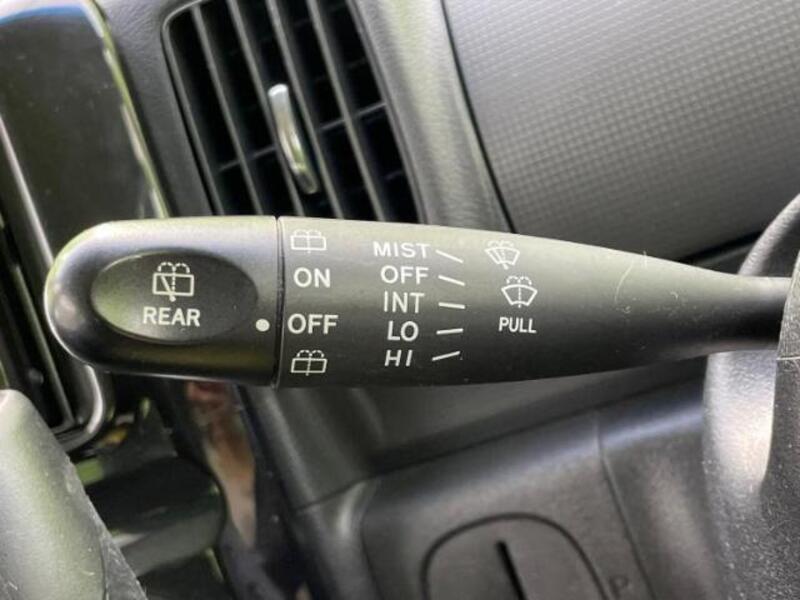 REAR
ON
OFF
MIST
OFF
INT
LO
HI
PULL
P